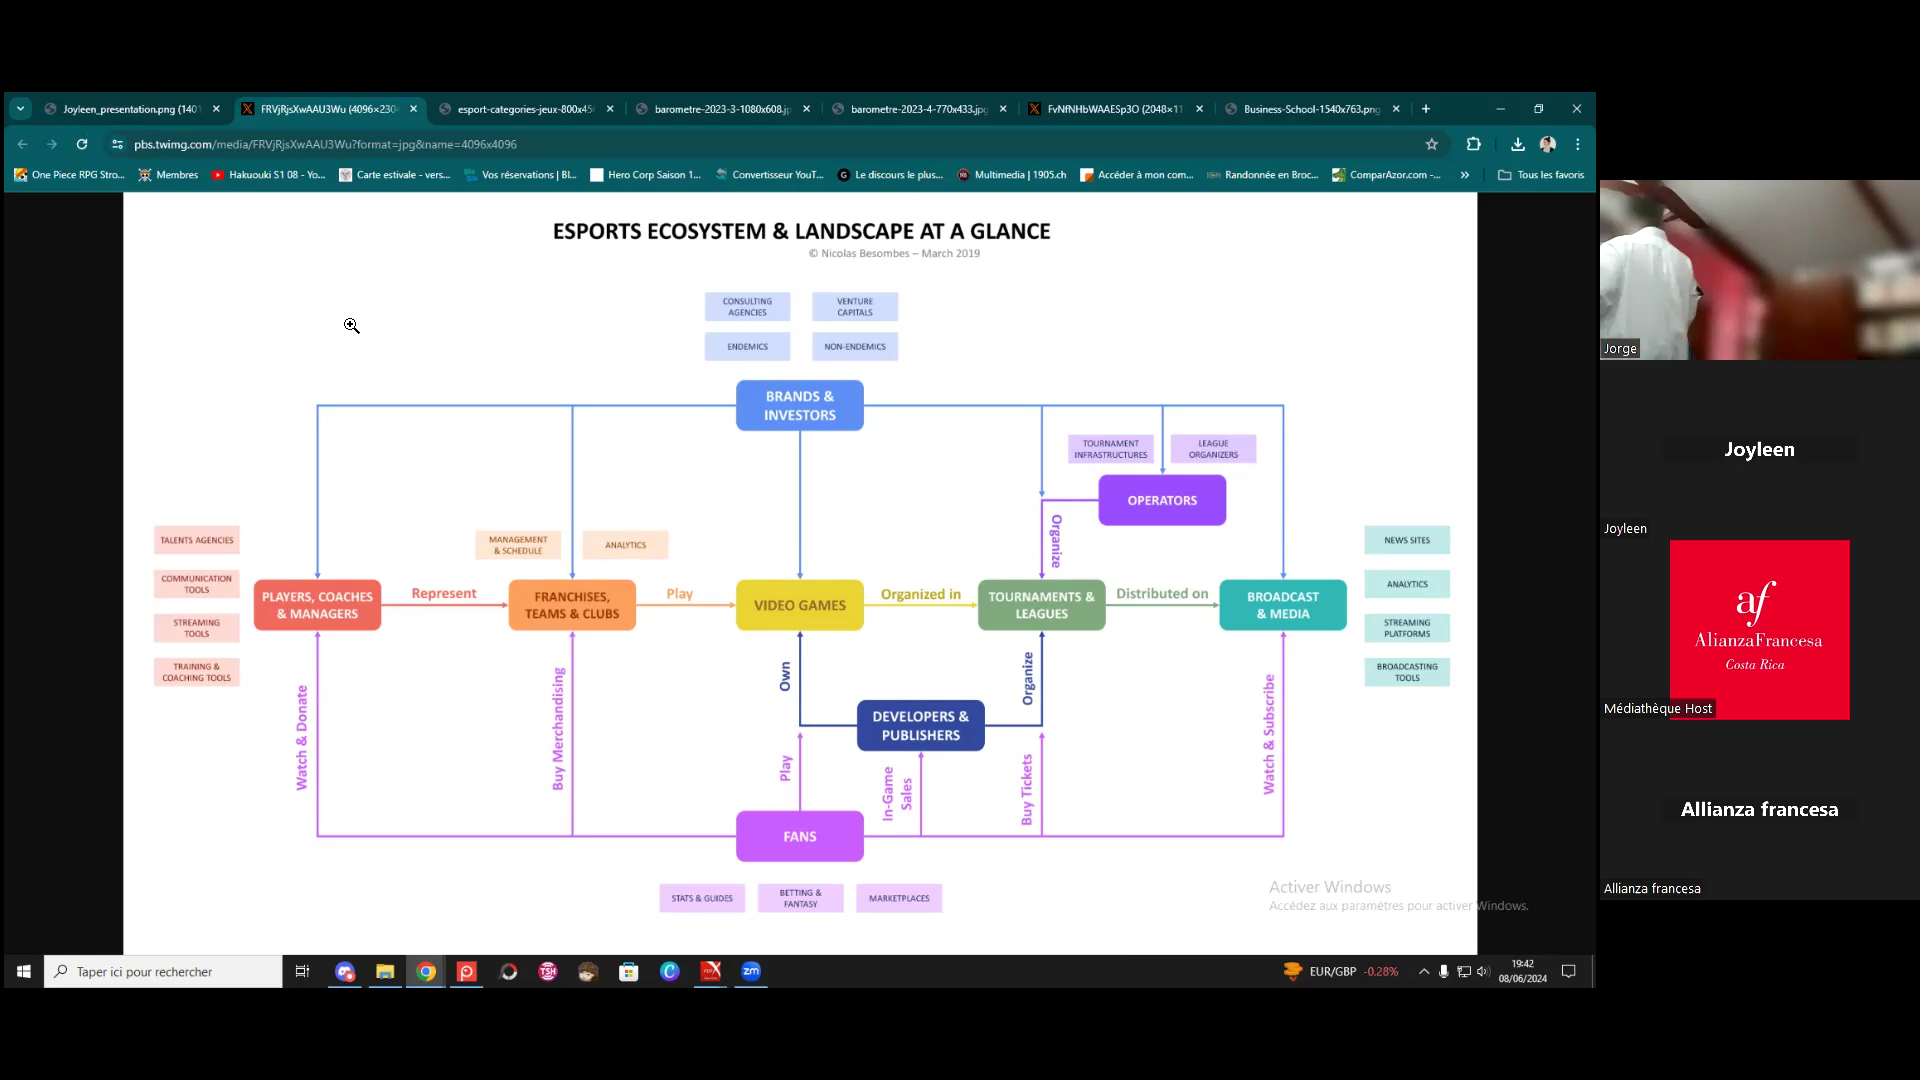 Joyleen_presentation.png (1401
FRVjRjsXwAAU3Wu (4096×230
esport-categories-jeux-800x45
barometre-2023-3-1080x608.jp
barometre-2023-4-770x433.jpg
FvNfNHbWAAESp3O (2048×11
Business-School-1540x763.png
pbs.twimg.com/media/FRVjRjsXwAAU3Wu?format=jpg&name=4096x4096
One Piece RPG Stro...
Membres
Hakuouki S1 08 - Yo...
Carte estivale - vers...
Vos réservations | Bl...
Hero Corp Saison 1...
Convertisseur YouT...
Le discours le plus...
Multimedia | 1905.ch
Accéder à mon com...
Randonnée en Broc...
ComparAzor.com -...
Tous les favoris
ESPORTS ECOSYSTEM & LANDSCAPE AT A GLANCE
© Nicolas Besombes – March 2019
CONSULTING
AGENCIES
VENTURE
CAPITALS
ENDEMICS
NON-ENDEMICS
BRANDS &
INVESTORS
TOURNAMENT
INFRASTRUCTURES
LEAGUE
ORGANIZERS
OPERATORS
Organize
TALENTS AGENCIES
COMMUNICATION
TOOLS
STREAMING
TOOLS
TRAINING &
COACHING TOOLS
MANAGEMENT
& SCHEDULE
ANALYTICS
PLAYERS, COACHES
& MANAGERS
Represent
FRANCHISES,
TEAMS & CLUBS
Play
VIDEO GAMES
Organized in
TOURNAMENTS &
LEAGUES
Distributed on
BROADCAST
& MEDIA
NEWS SITES
ANALYTICS
STREAMING
PLATFORMS
BROADCASTING
TOOLS
Own
Organize
DEVELOPERS &
PUBLISHERS
Watch & Donate
Buy Merchandising
Play
In-Game
Sales
Buy Tickets
Watch & Subscribe
FANS
STATS & GUIDES
BETTING &
FANTASY
MARKETPLACES
Activer Windows
Accédez aux paramètres pour activer Windows.
Taper ici pour rechercher
TSH
zm
EUR/GBP -0.28%
19:42
08/06/2024
Jorge
Joyleen
Joyleen
af
AlianzaFrancesa
Costa Rica
Médiathèque Host
Allianza francesa
Allianza francesa